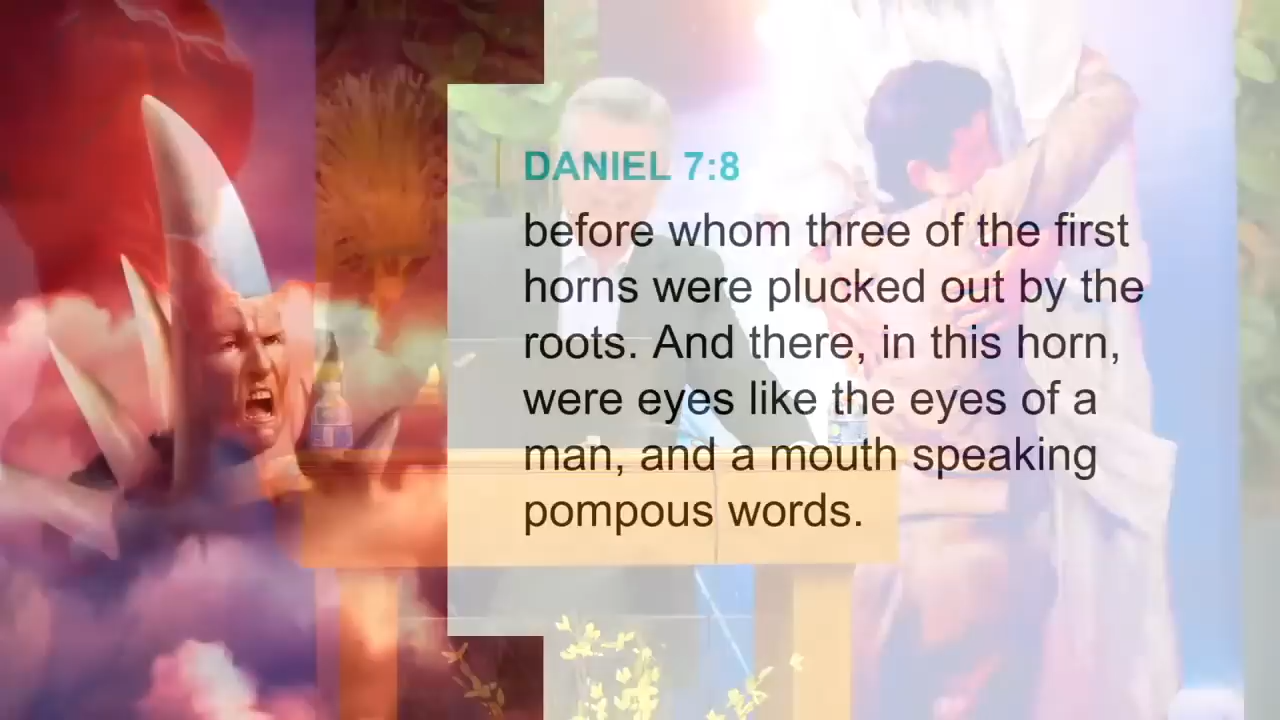 DANIEL 7:8
before whom three of the first
horns were plucked out by the
roots. And there, in this horn,
were eyes like the eyes of a
man, and a mouth speaking
pompous words.